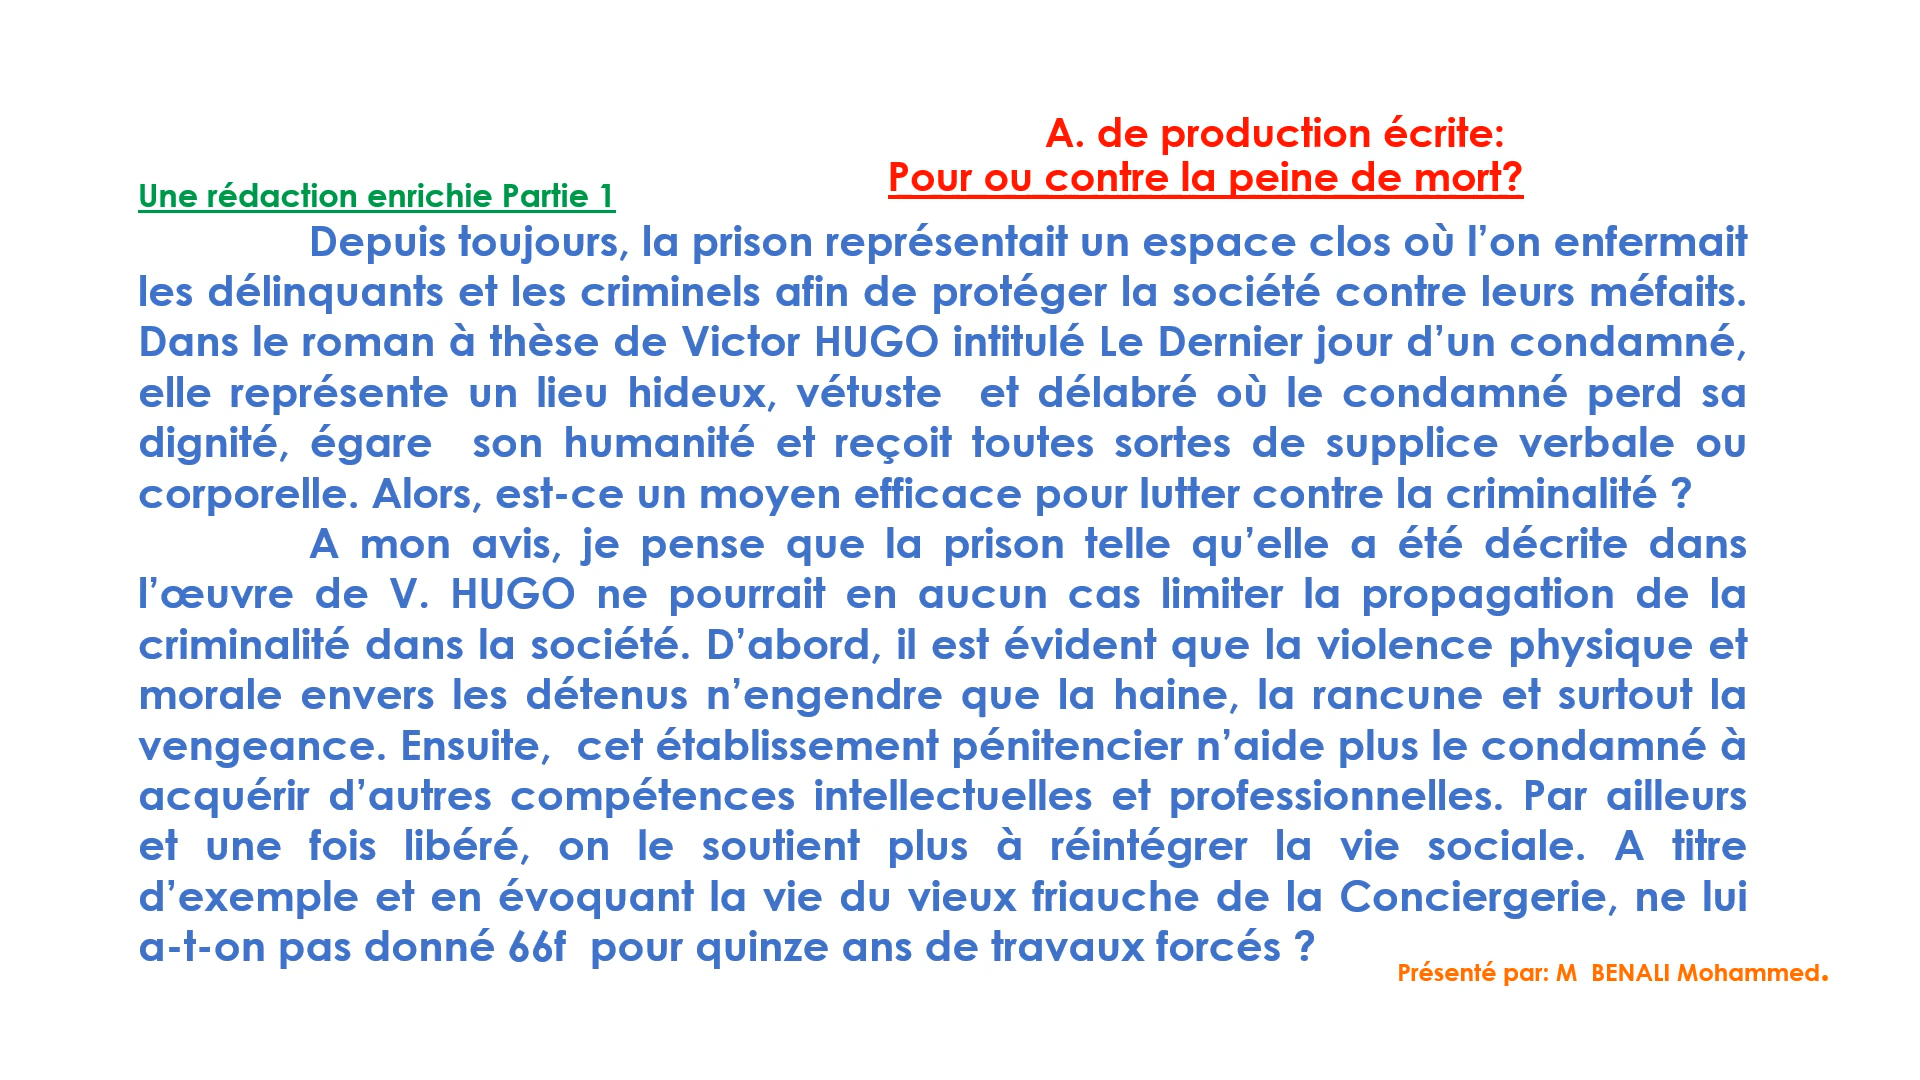 A. de production écrite:
Pour ou contre la peine de mort?
Une rédaction enrichie Partie 1
Depuis toujours, la prison représentait un espace clos où l’on enfermait
les délinquants et les criminels afin de protéger la société contre leurs méfaits.
Dans le roman à thèse de Victor HUGO intitulé Le Dernier jour d’un condamné,
elle représente un lieu hideux, vétuste et délabré où le condamné perd sa
dignité, égare son humanité et reçoit toutes sortes de supplice verbale ou
corporelle. Alors, est-ce un moyen efficace pour lutter contre la criminalité ?
A mon avis, je pense que la prison telle qu’elle a été décrite dans
l’œuvre de V. HUGO ne pourrait en aucun cas limiter la propagation de la
criminalité dans la société. D’abord, il est évident que la violence physique et
morale envers les détenus n’engendre que la haine, la rancune et surtout la
vengeance. Ensuite, cet établissement pénitencier n’aide plus le condamné à
acquérir d’autres compétences intellectuelles et professionnelles. Par ailleurs
et une fois libéré, on le soutient plus à réintégrer la vie sociale. A titre
d’exemple et en évoquant la vie du vieux friauche de la Conciergerie, ne lui
a-t-on pas donné 66f pour quinze ans de travaux forcés ?
Présenté par: M BENALI Mohammed.